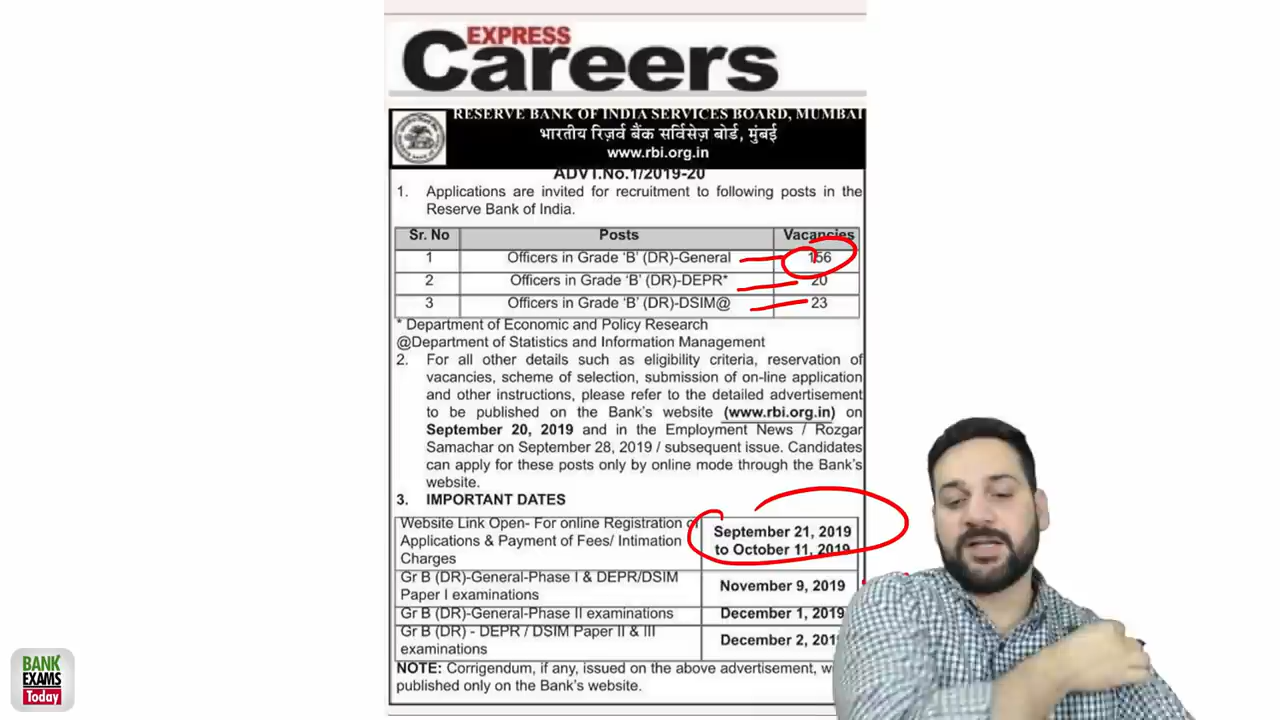 EXPRESS
Careers
RESERVE BANK OF INDIA SERVICES BOARD, MUMBAI
भारतीय रिज़र्व बैंक सर्विसेज़ बोर्ड, मुंबई
www.rbi.org.in
ADVT.No.1/2019-20
1. Applications are invited for recruitment to following posts in the
Reserve Bank of India.
Sr. No Posts Vacancies
1 Officers in Grade ‘B’ (DR)-General 156
2 Officers in Grade ‘B’ (DR)-DEPR* 20
3 Officers in Grade ‘B’ (DR)-DSIM@ 23
* Department of Economic and Policy Research
@Department of Statistics and Information Management
2. For all other details such as eligibility criteria, reservation of
vacancies, scheme of selection, submission of on-line application
and other instructions, please refer to the detailed advertisement
to be published on the Bank’s website (www.rbi.org.in) on
September 20, 2019 and in the Employment News / Rozgar
Samachar on September 28, 2019 / subsequent issue. Candidates
can apply for these posts only by online mode through the Bank’s
website.
3. IMPORTANT DATES
Website Link Open- For online Registration of
Applications & Payment of Fees/ Intimation
Charges
September 21, 2019
to October 11, 2019
Gr B (DR)-General-Phase I & DEPR/DSIM
Paper I examinations
November 9, 2019
Gr B (DR)-General-Phase II examinations December 1, 2019
Gr B (DR) - DEPR / DSIM Paper II & III
examinations
December 2, 201
NOTE: Corrigendum, if any, issued on the above advertisement,
published only on the Bank’s website.
BANK
EXAMS
Today